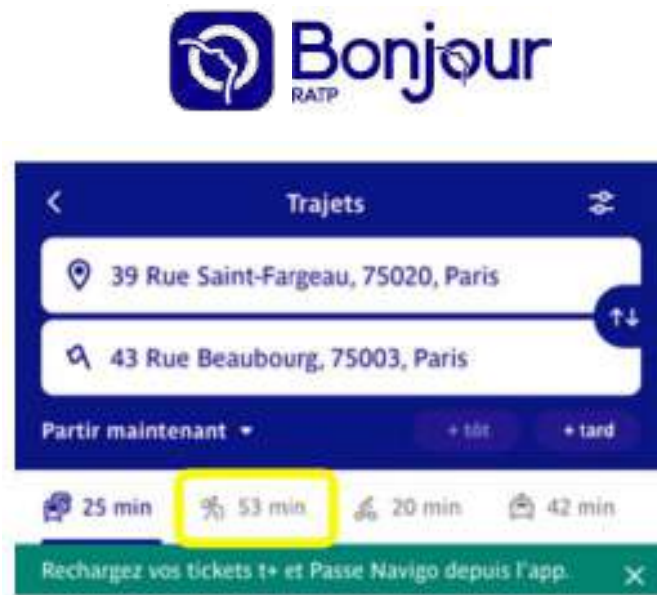 Bonjour
RATP
Trajets
39 Rue Saint-Fargeau, 75020, Paris
43 Rue Beaubourg, 75003, Paris
Partir maintenant
+ tôt
+ tard
25 min
53 min
20 min
42 min
Rechargez vos tickets t+ et Passe Navigo depuis l'app.